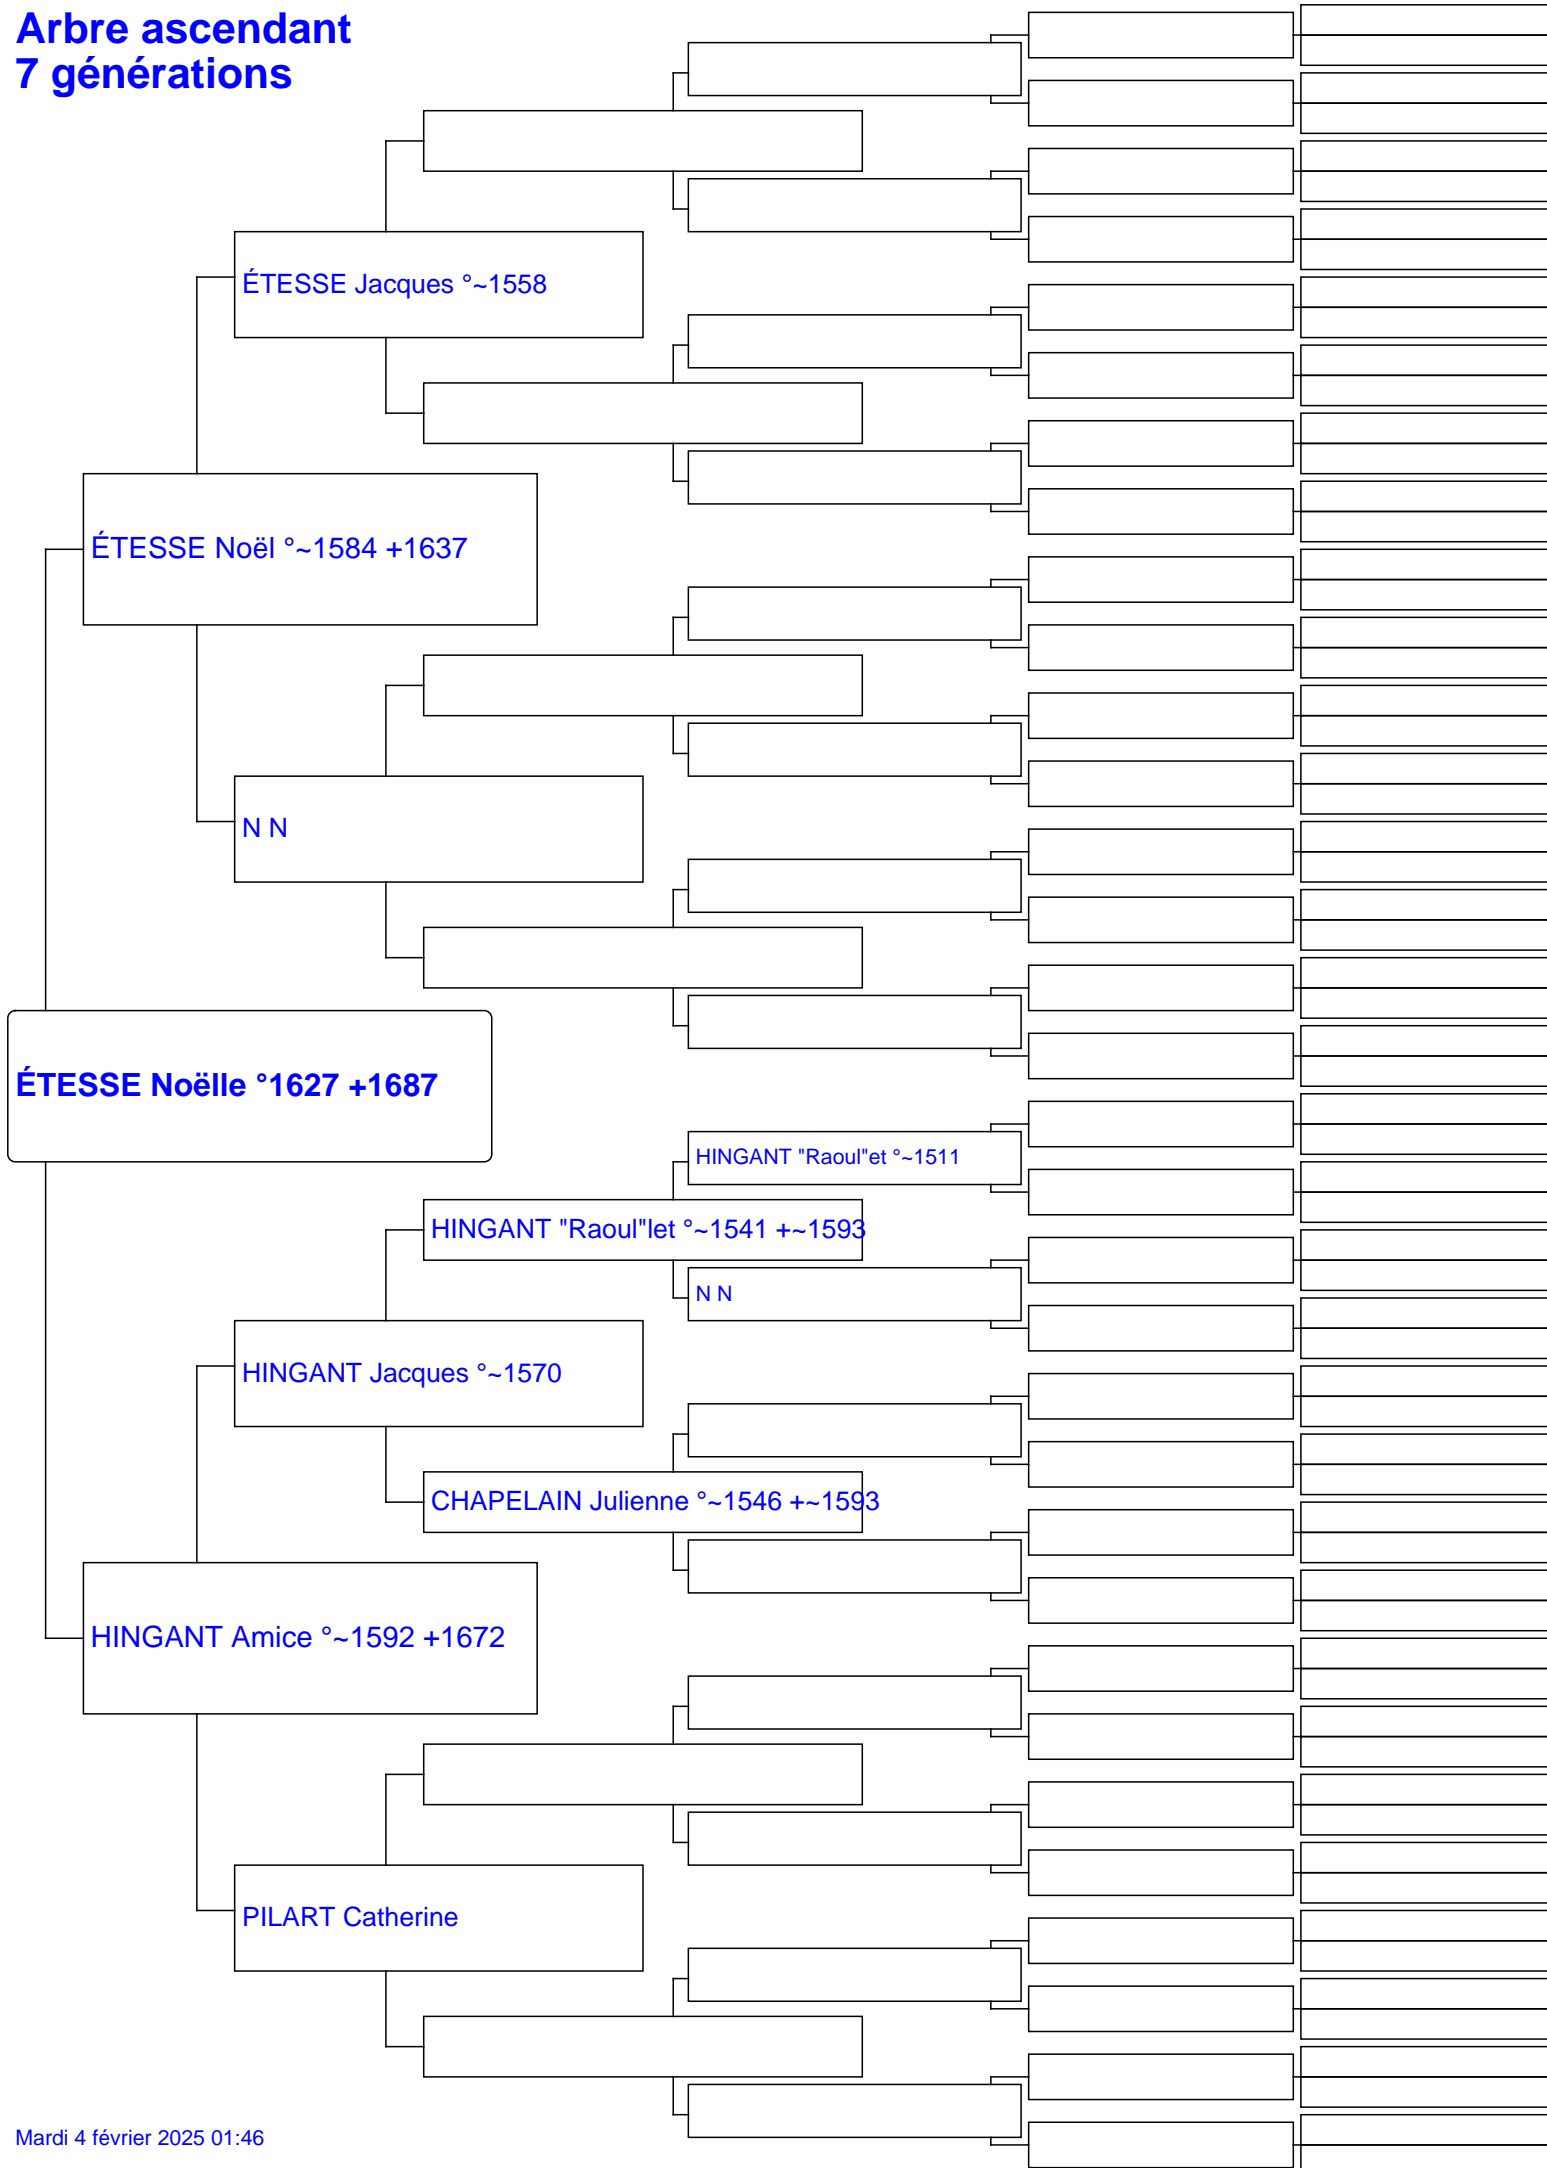 Arbre ascendant
7 générations
ÉTESSE Jacques °~1558
ÉTESSE Noël °~1584 +1637
N N
ÉTESSE Noëlle °1627 +1687
HINGANT "Raoul"et °~1511
HINGANT "Raoul"let °~1541 +~1593
N N
HINGANT Jacques °~1570
CHAPELAIN Julienne °~1546 +~1593
HINGANT Amice °~1592 +1672
PILART Catherine
Mardi 4 février 2025 01:46